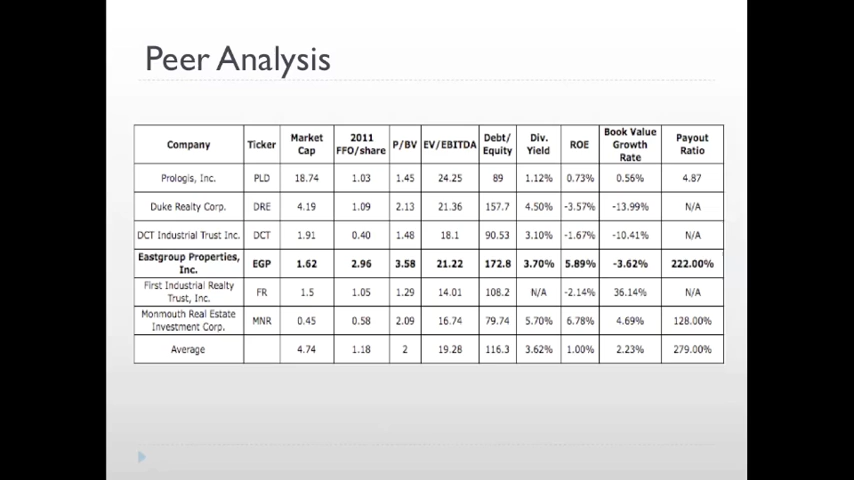 Peer Analysis
Company Ticker Market Cap 2011 FFO/share P/BV EV/EBITDA Debt/Equity Div. Yield ROE Book Value Growth Rate Payout Ratio
Prologis, Inc. PLD 18.74 1.03 1.45 24.25 89 1.12% 0.73% 0.56% 4.87
Duke Realty Corp. DRE 4.19 1.09 2.13 21.36 157.7 4.50% -3.57% -13.99% N/A
DCT Industrial Trust Inc. DCT 1.91 0.40 1.48 18.1 90.53 3.10% -1.67% -10.41% N/A
Eastgroup Properties, Inc. EGP 1.62 2.96 3.58 21.22 172.8 3.70% 5.89% -3.62% 222.00%
First Industrial Realty Trust, Inc. FR 1.5 1.05 1.29 14.01 108.2 N/A -2.14% 36.14% N/A
Monmouth Real Estate Investment Corp. MNR 0.45 0.58 2.09 16.74 79.74 5.70% 6.78% 4.69% 128.00%
Average 4.74 1.18 2 19.28 116.3 3.62% 1.00% 2.23% 279.00%